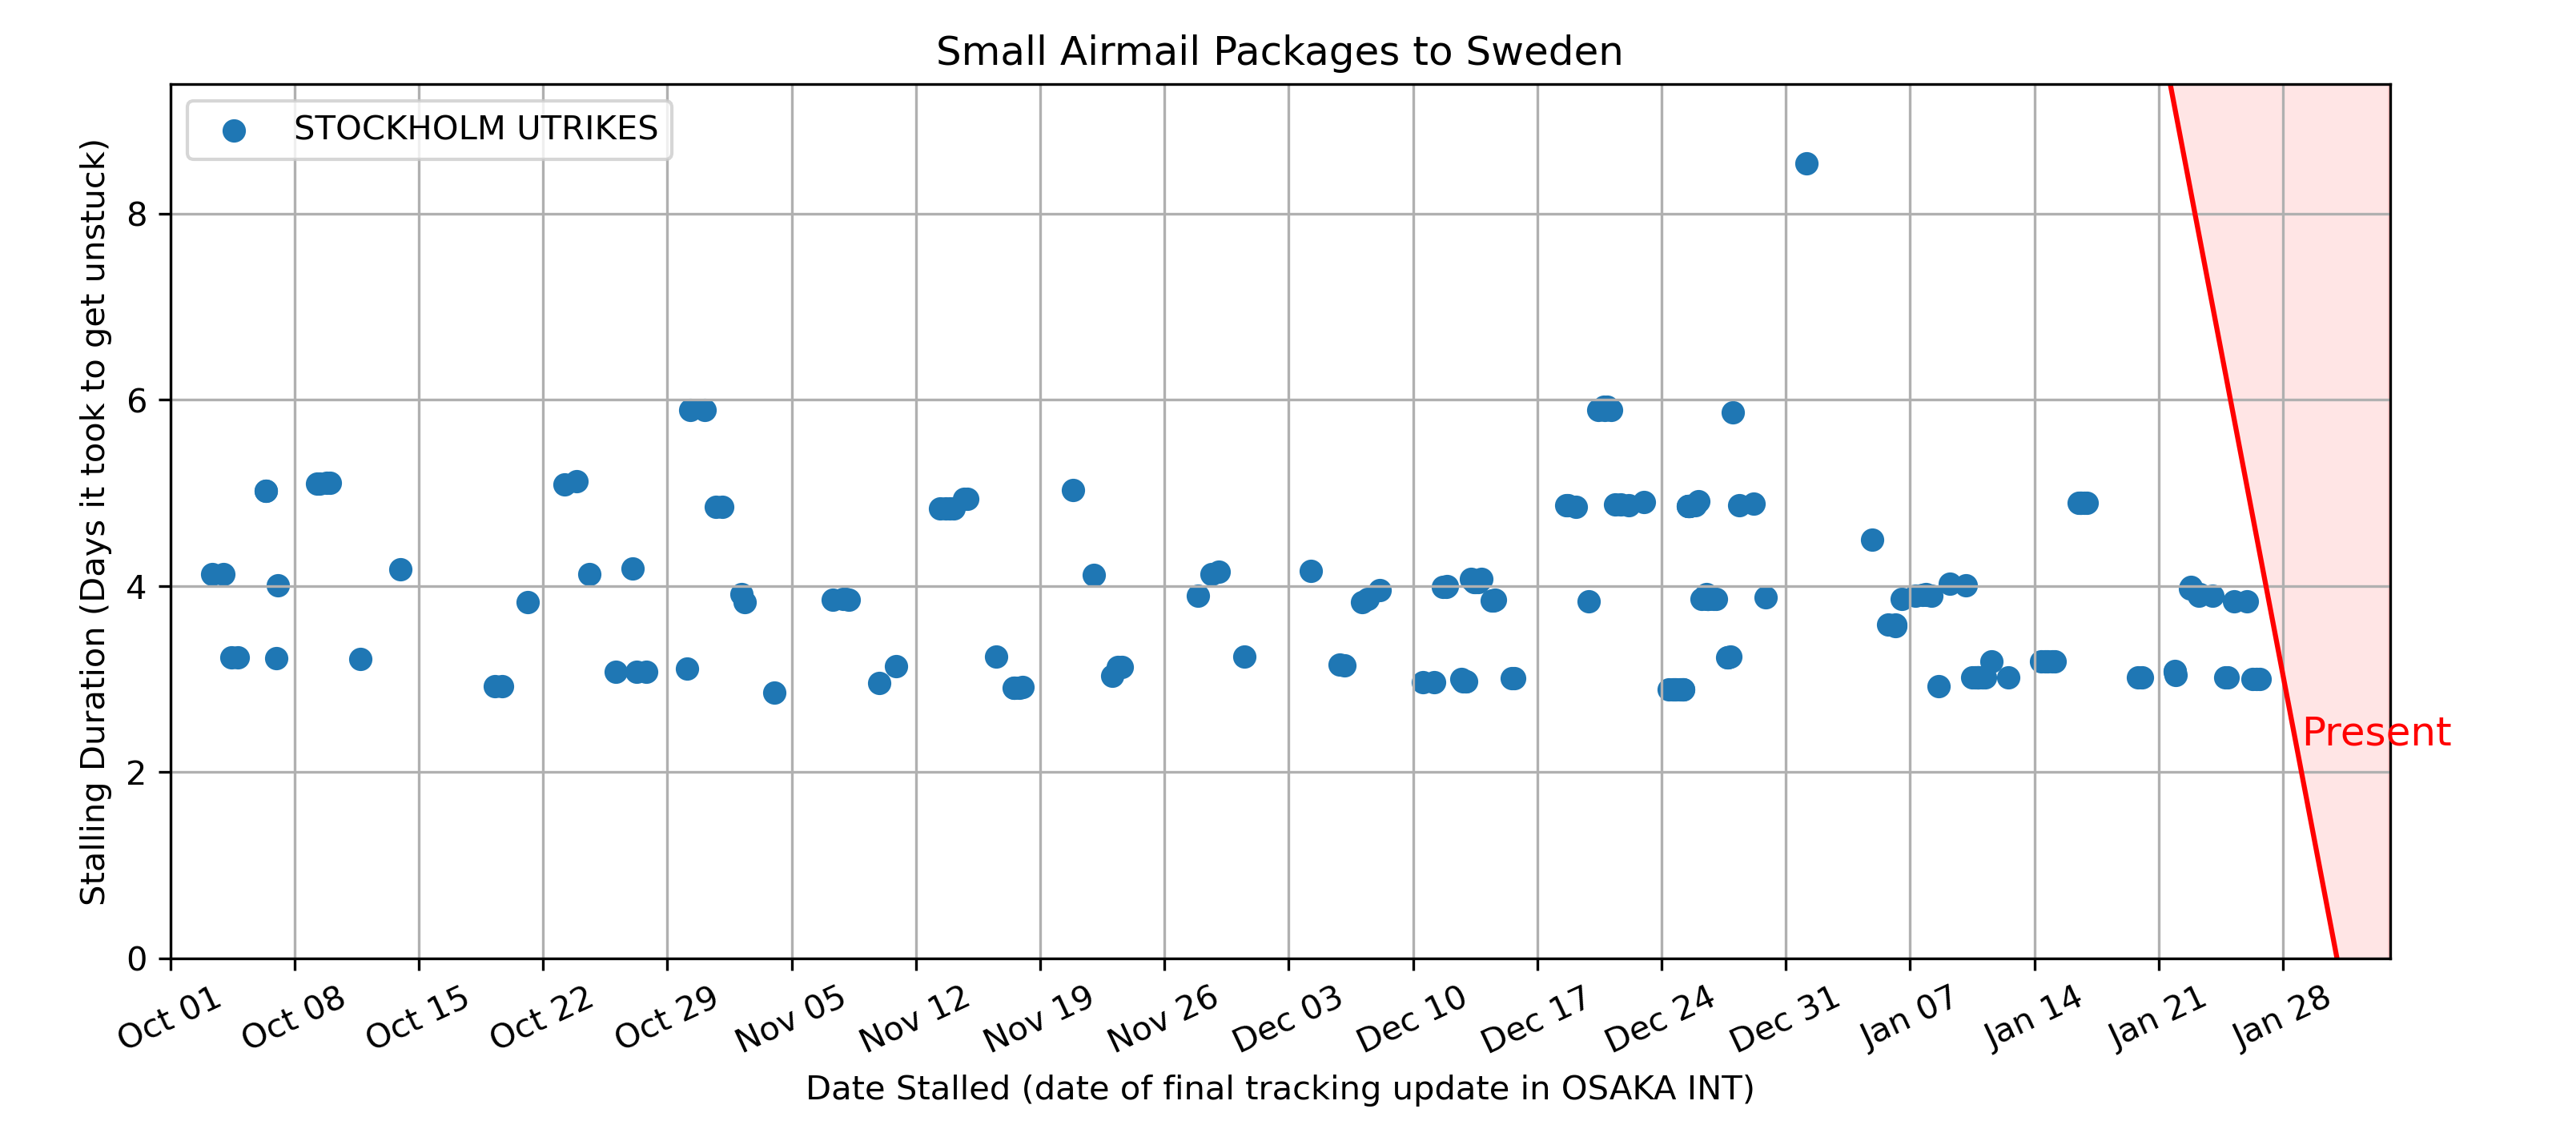 Small Airmail Packages to Sweden
STOCKHOLM UTRIKES
Stalling Duration (Days it took to get unstuck)
8
6
4
2
0
Present
Oct 01
Oct 08
Oct 15
Oct 22
Oct 29
Nov 05
Nov 12
Nov 19
Nov 26
Dec 03
Dec 10
Dec 17
Dec 24
Dec 31
Jan 07
Jan 14
Jan 21
Jan 28
Date Stalled (date of final tracking update in OSAKA INT)